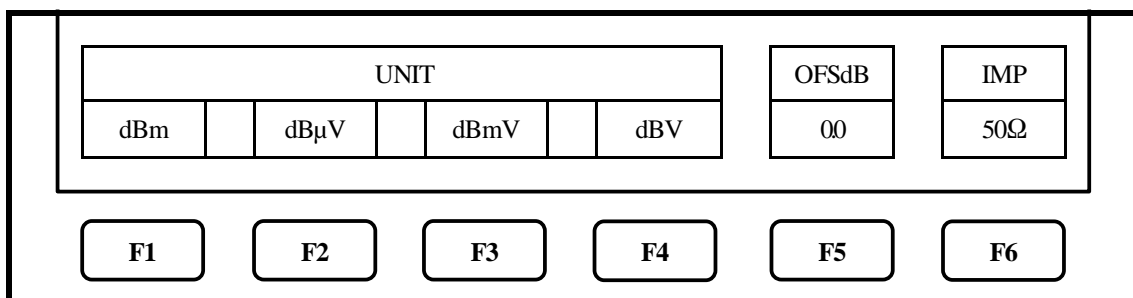 UNIT OFSdB IMP
dBm dBµV dBmV dBV 0.0 50Ω
F1 F2 F3 F4 F5 F6